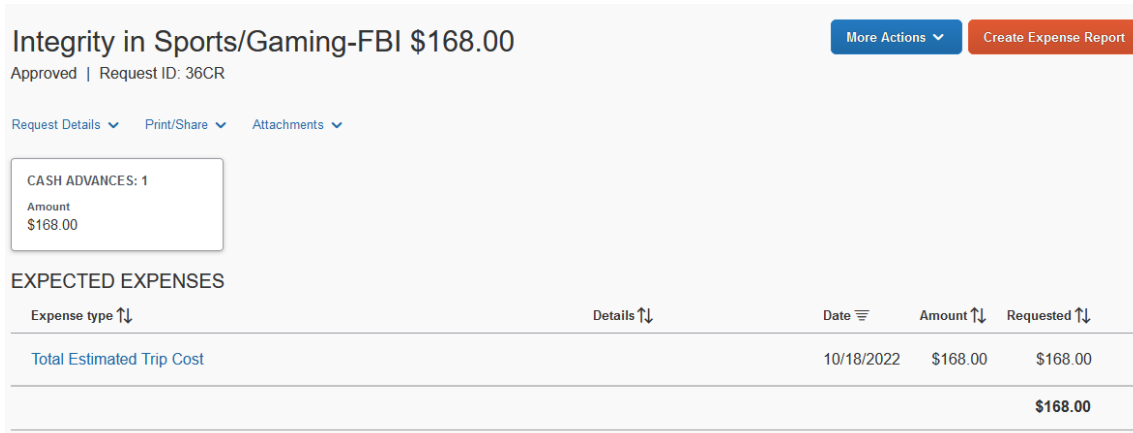 Integrity in Sports/Gaming-FBI $168.00
More Actions
Create Expense Report
Approved | Request ID: 36CR
Request Details
Print/Share
Attachments
CASH ADVANCES: 1
Amount
$168.00
EXPECTED EXPENSES
Expense type Details Date Amount Requested
Total Estimated Trip Cost 10/18/2022 $168.00 $168.00
$168.00